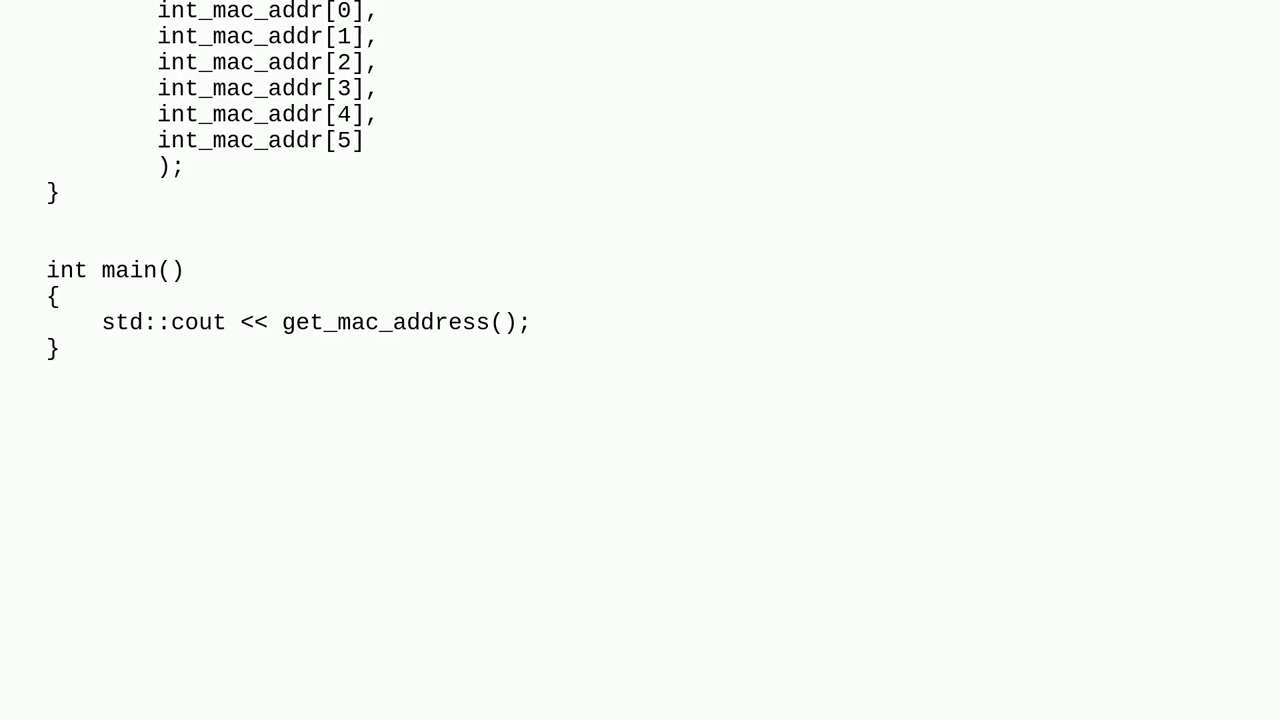 int_mac_addr[0],
int_mac_addr[1],
int_mac_addr[2],
int_mac_addr[3],
int_mac_addr[4],
int_mac_addr[5]
);
}
int main()
{
std::cout << get_mac_address();
}